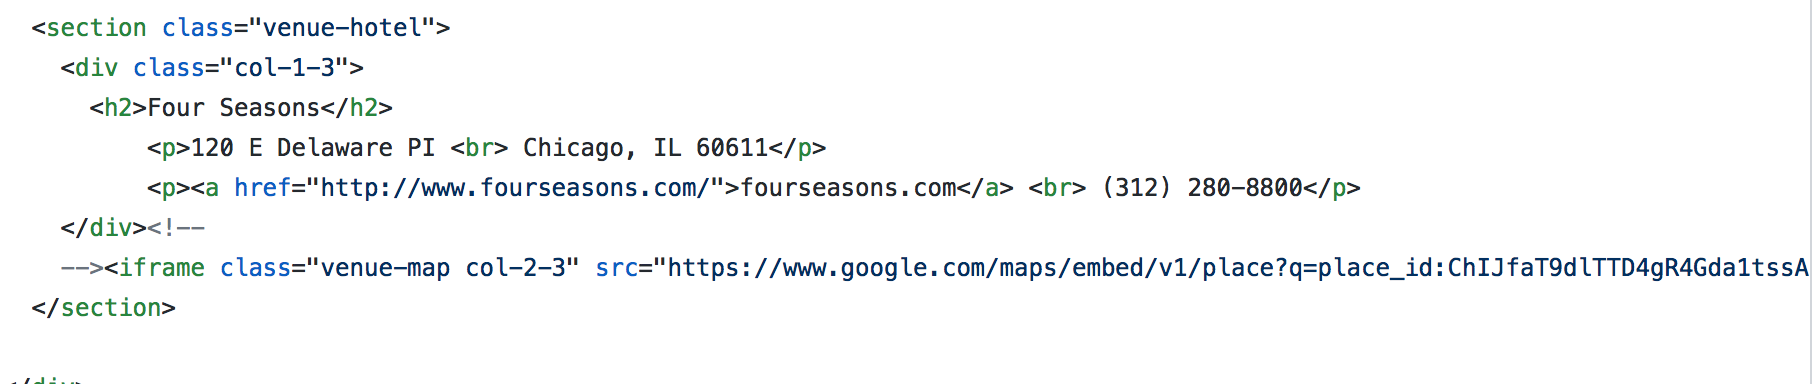 <section class="venue-hotel">
<div class="col-1-3">
<h2>Four Seasons</h2>
<p>120 E Delaware PI <br> Chicago, IL 60611</p>
<p><a href="http://www.fourseasons.com/">fourseasons.com</a> <br> (312) 280-8800</p>
</div><!--
--><iframe class="venue-map col-2-3" src="https://www.google.com/maps/embed/v1/place?q=place_id:ChIJfaT9dlTTD4gR4Gda1tssA
</section>
</div>